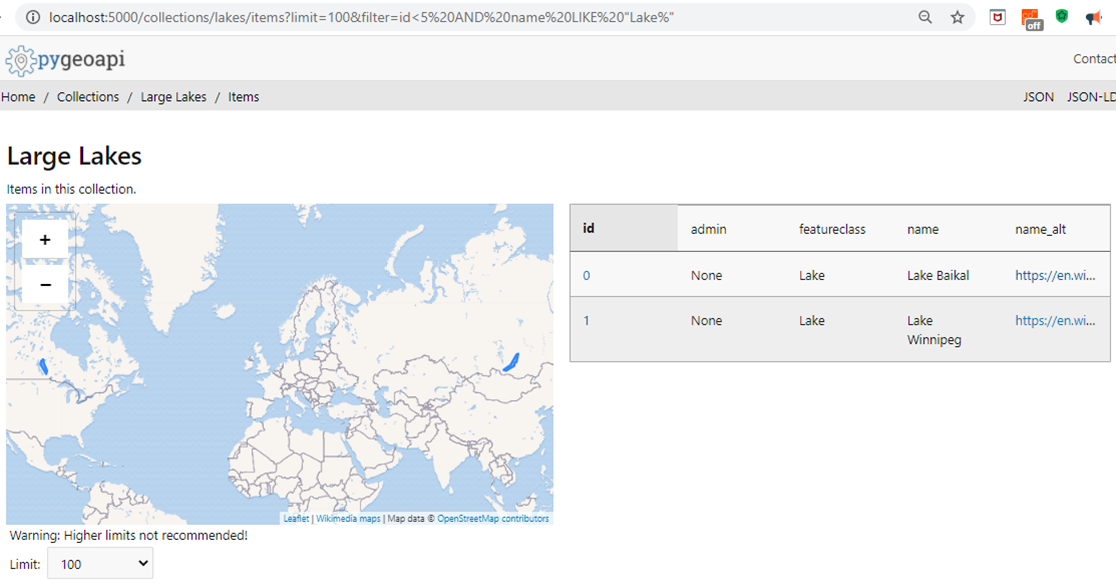 localhost:5000/collections/lakes/items?limit=100&filter=id<5%20AND%20name%20LIKE%20"Lake%"
off
pygeoapi
Contact
Home / Collections / Large Lakes / Items
JSON JSON-LD
Large Lakes
Items in this collection.
+
−
id admin featureclass name name_alt
0 None Lake Lake Baikal https://en.wi...
1 None Lake Lake Winnipeg https://en.wi...
Leaflet | Wikimedia maps | Map data © OpenStreetMap contributors
Warning: Higher limits not recommended!
Limit: 100